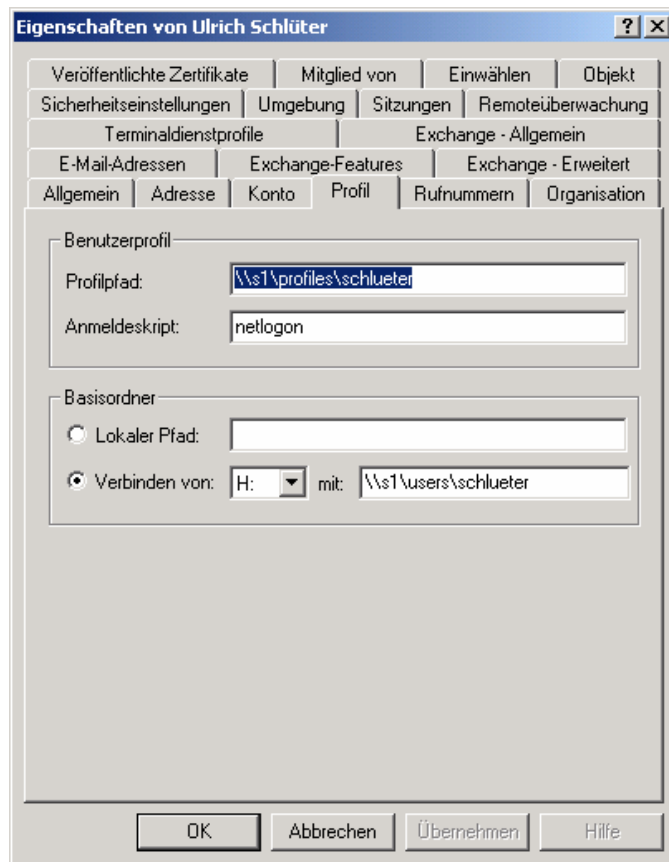 Eigenschaften von Ulrich Schlüter
Veröffentlichte Zertifikate Mitglied von Einwählen Objekt
Sicherheitseinstellungen Umgebung Sitzungen Remoteüberwachung
Terminaldienstprofile Exchange - Allgemein
E-Mail-Adressen Exchange-Features Exchange - Erweitert
Allgemein Adresse Konto Profil Rufnummern Organisation
Benutzerprofil
Profilpfad: \\s1\profiles\schlueter
Anmeldeskript: netlogon
Basisordner
Lokaler Pfad:
Verbinden von: H: mit: \\s1\users\schlueter
OK Abbrechen Übernehmen Hilfe